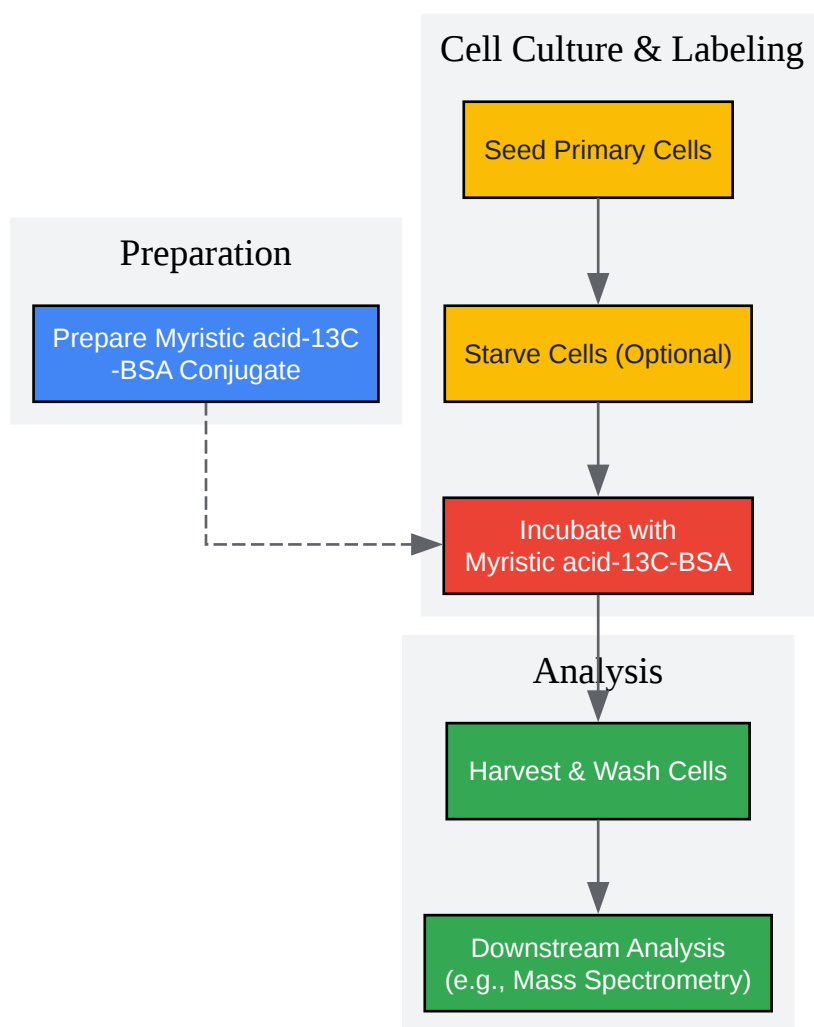 Cell Culture & Labeling
Seed Primary Cells
Preparation
Prepare Myristic acid-13C
-BSA Conjugate
Starve Cells (Optional)
Incubate with
Myristic acid-13C-BSA
Analysis
Harvest & Wash Cells
Downstream Analysis
(e.g., Mass Spectrometry)